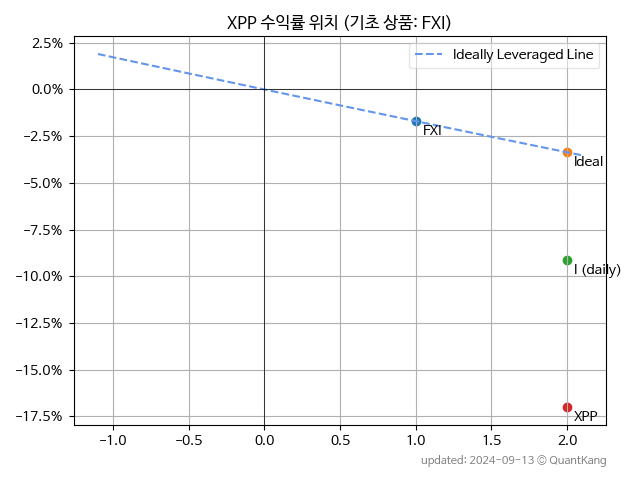 XPP 수익률 위치 (기초 상품: FXI)
Ideally Leveraged Line
2.5%
0.0%
−2.5%
−5.0%
−7.5%
−10.0%
−12.5%
−15.0%
−17.5%
FXI
Ideal
I (daily)
XPP
−1.0 −0.5 0.0 0.5 1.0 1.5 2.0
updated: 2024-09-13 © QuantKang